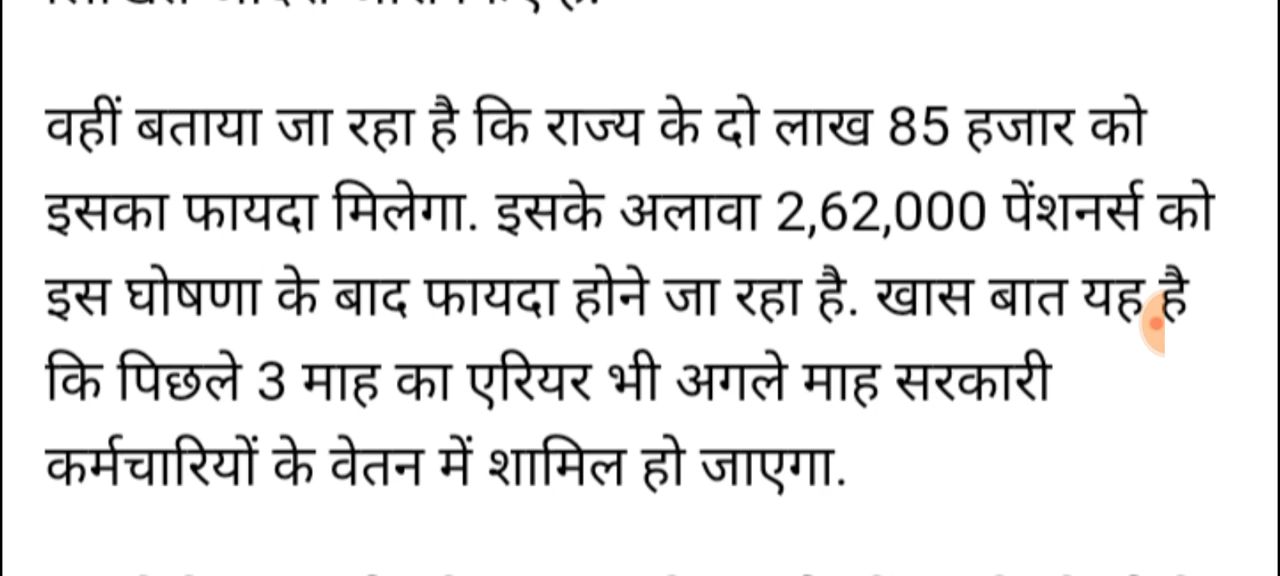 वहीं बताया जा रहा है कि राज्य के दो लाख 85 हजार को
इसका फायदा मिलेगा. इसके अलावा 2,62,000 पेंशनर्स को
इस घोषणा के बाद फायदा होने जा रहा है. खास बात यह है
कि पिछले 3 माह का एरियर भी अगले माह सरकारी
कर्मचारियों के वेतन में शामिल हो जाएगा.